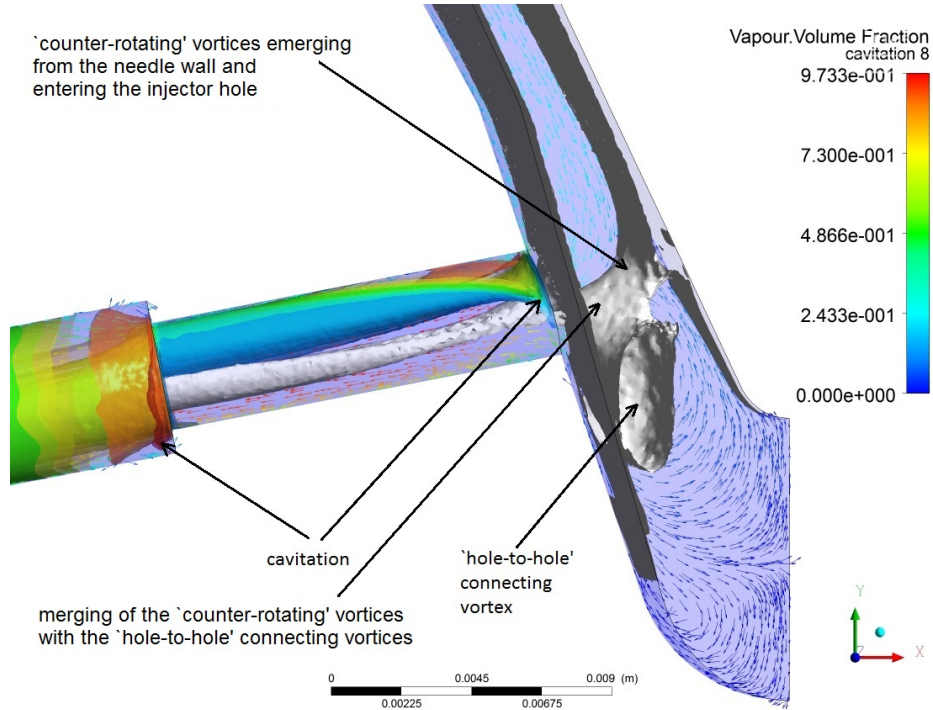 `counter-rotating' vortices emerging
from the needle wall and
entering the injector hole
Vapour.Volume Fraction
cavitation 8
9.733e-001
7.300e-001
4.866e-001
2.433e-001
0.000e+000
cavitation
`hole-to-hole'
connecting
vortex
merging of the `counter-rotating' vortices
with the `hole-to-hole' connecting vortices
Y
X
Z
0 0.0045 0.009 (m)
0.00225 0.00675